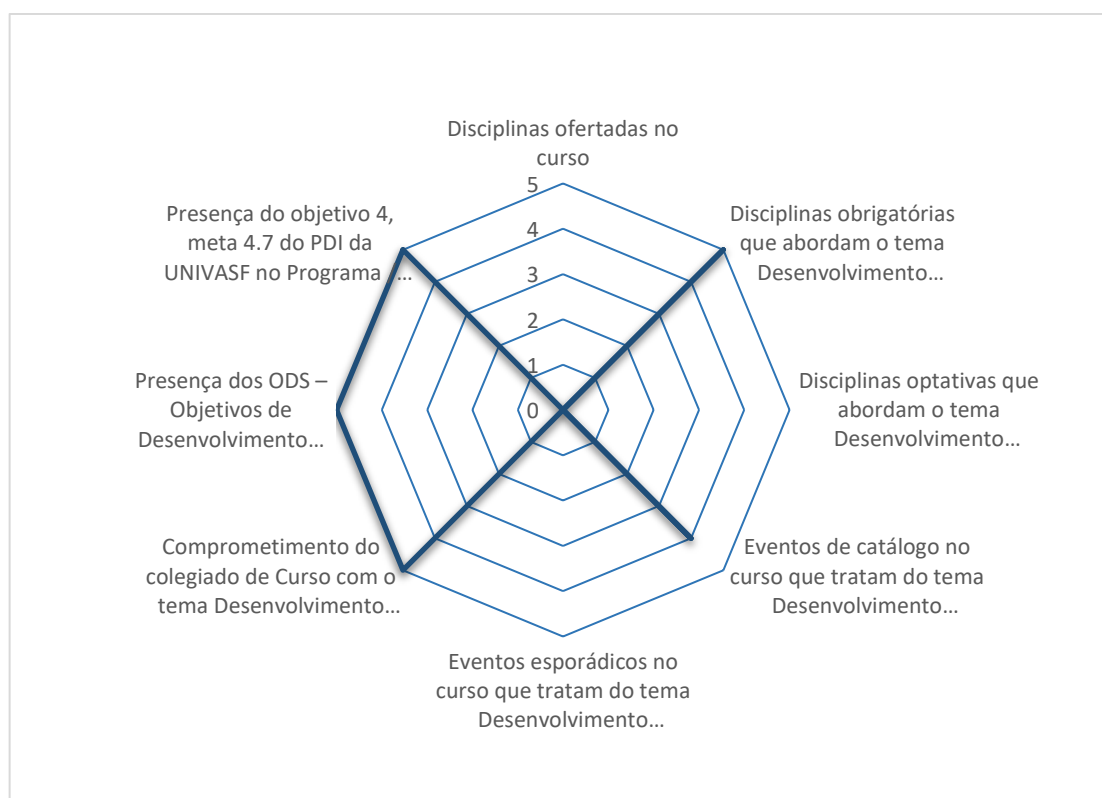 Disciplinas ofertadas no
curso
5
4
3
2
1
0
Disciplinas obrigatórias
que abordam o tema
Desenvolvimento…
Disciplinas optativas que
abordam o tema
Desenvolvimento…
Eventos de catálogo no
curso que tratam do tema
Desenvolvimento…
Eventos esporádicos no
curso que tratam do tema
Desenvolvimento…
Comprometimento do
colegiado de Curso com o
tema Desenvolvimento…
Presença dos ODS –
Objetivos de
Desenvolvimento…
Presença do objetivo 4,
meta 4.7 do PDI da
UNIVASF no Programa …